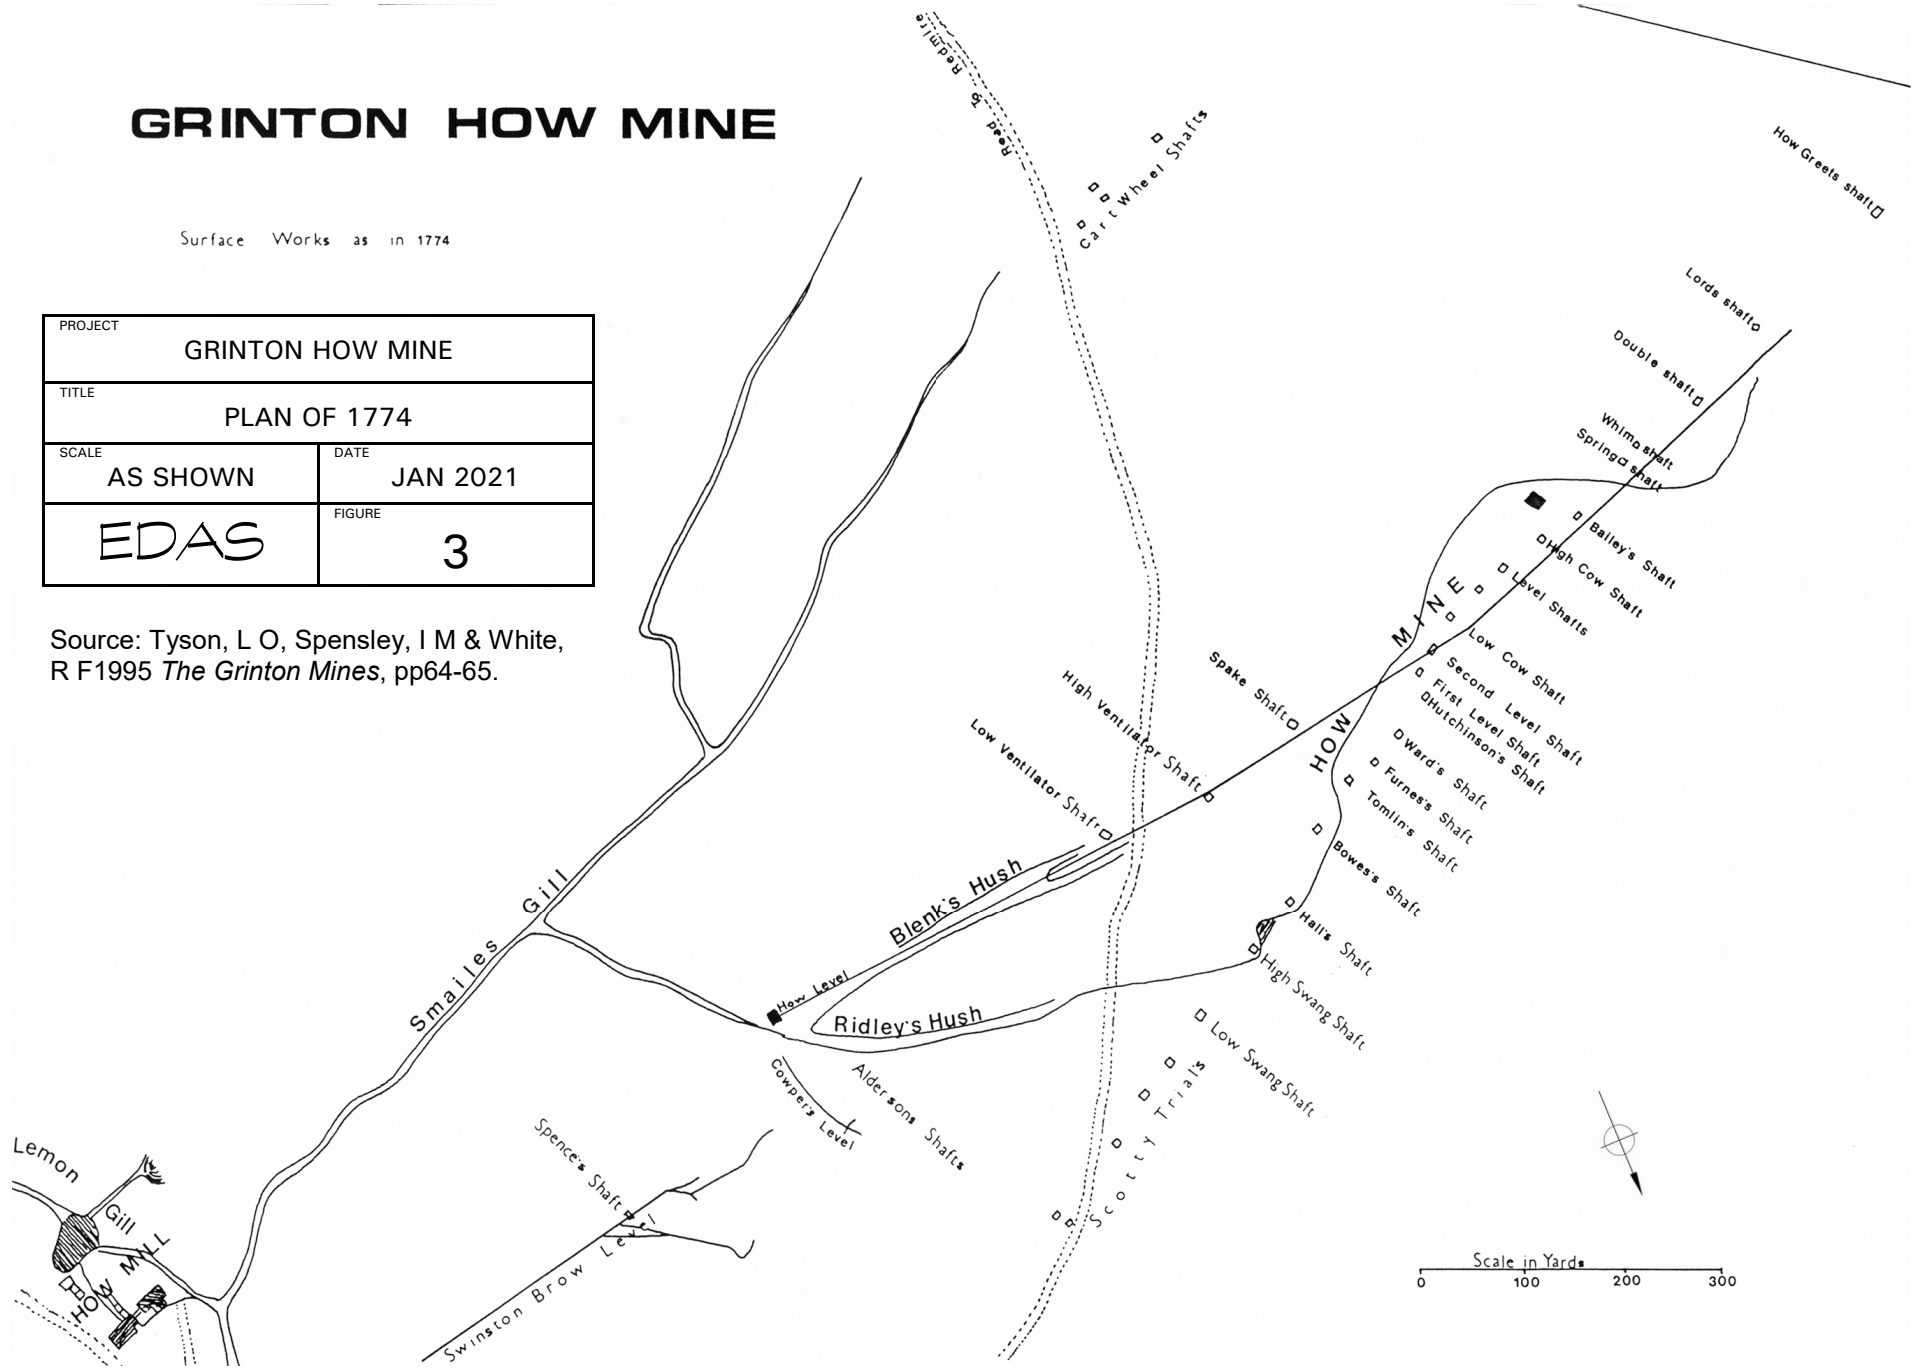 GRINTON HOW MINE
Surface Works as in 1774
PROJECT
GRINTON HOW MINE
TITLE
PLAN OF 1774
SCALE
AS SHOWN
DATE
JAN 2021
EDAS
FIGURE
3
Source: Tyson, L O, Spensley, I M & White,
R F1995 The Grinton Mines, pp64-65.
Road To Redmire
Cart Wheel Shafts
How Greets shaft
Lords shaft
Double shaft
Whim shaft
Spring shaft
Bailey's Shaft
High Cow Shaft
Level Shafts
Low Cow Shaft
Second Level Shaft
First Level Shaft
Hutchinson's Shaft
Ward's Shaft
Furnes's Shaft
Tomlin's Shaft
Bowes's Shaft
Hall's Shaft
High Swang Shaft
Low Swang Shaft
HOW MINE
Spake Shaft
High Ventilator Shaft
Low Ventilator Shafr
Blenk's Hush
How Level
Ridley's Hush
Smailes Gill
Cowper's Level
Aldersons Shafts
Scotty Trials
Spence's Shaft
Swinston Brow Level
Lemon Gill
HOW MILL
Scale in Yards
0 100 200 300